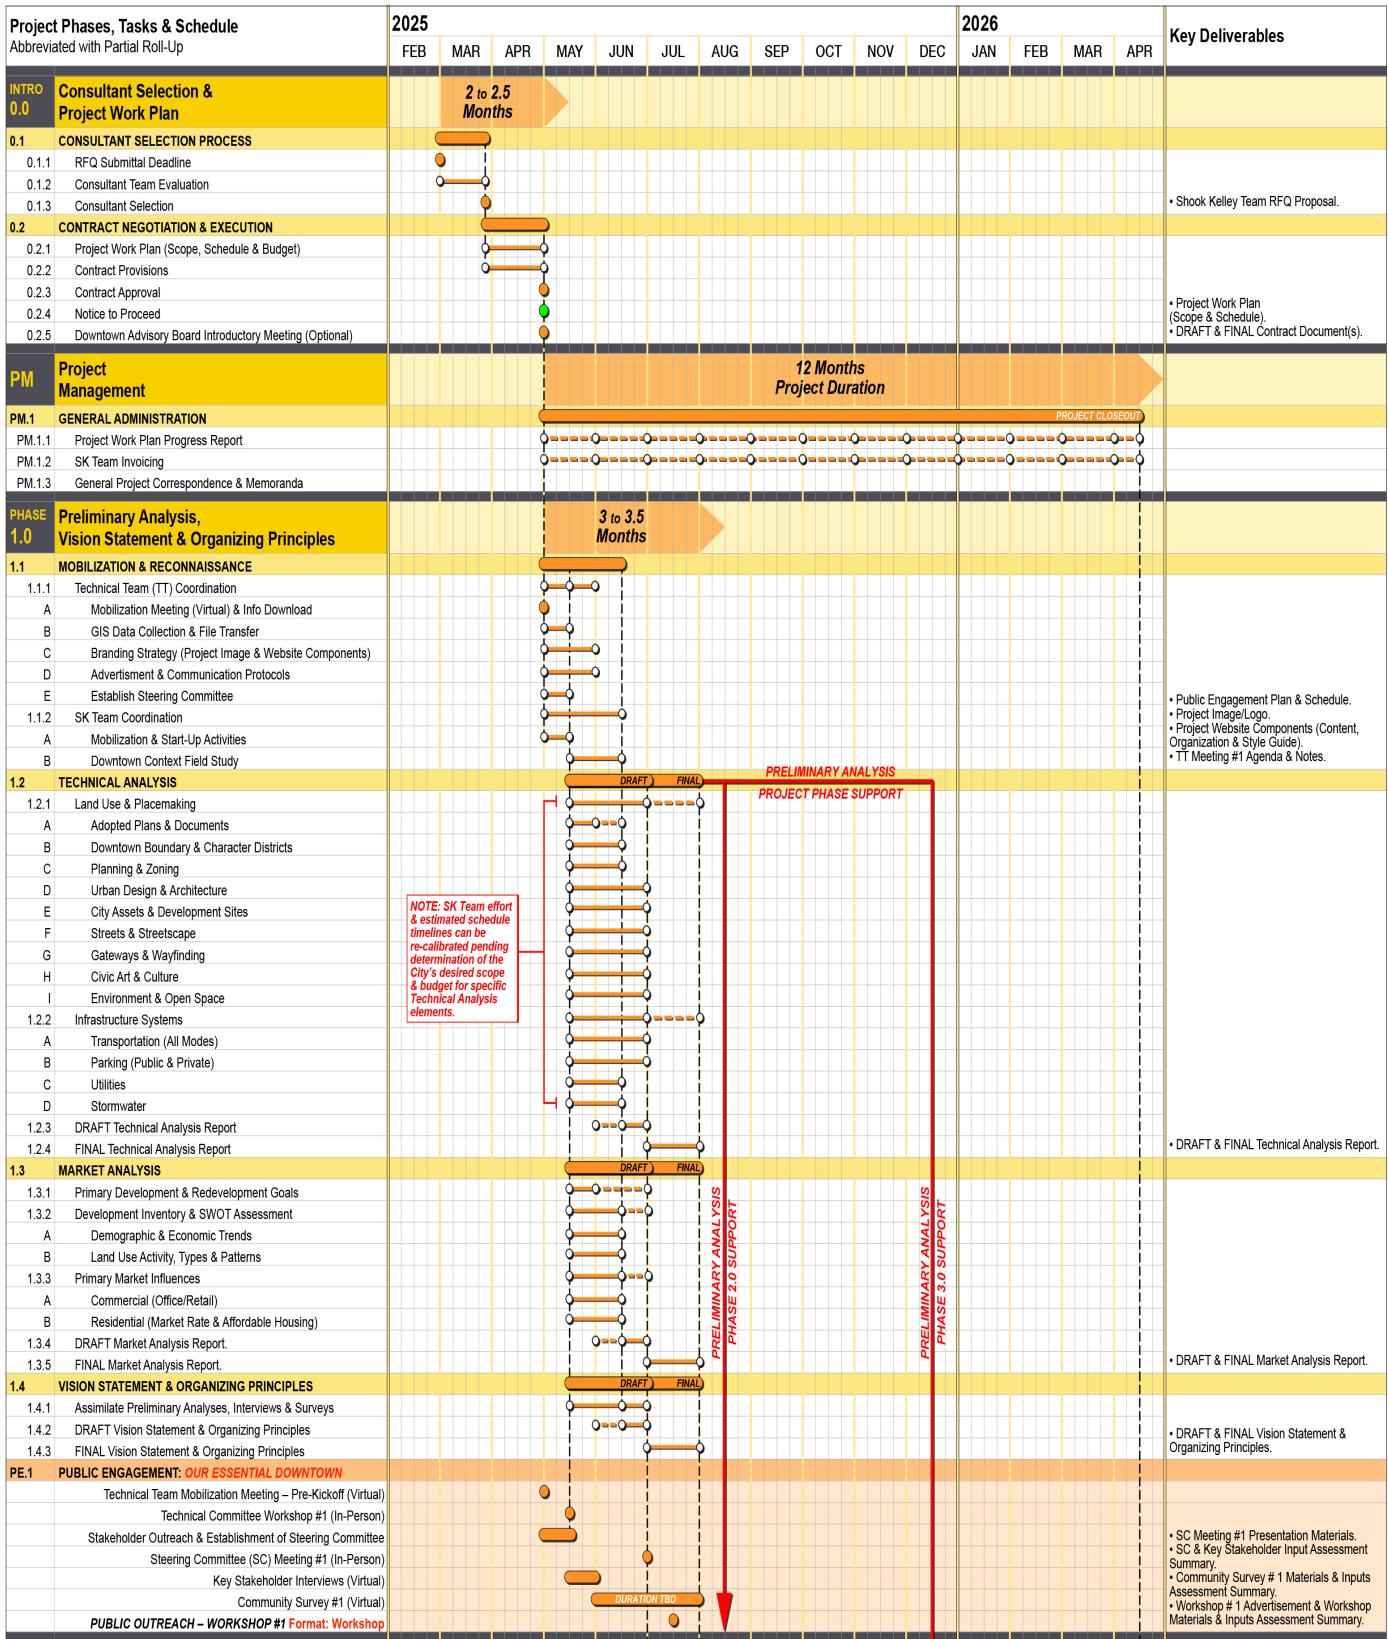 Project Phases, Tasks & Schedule
Abbreviated with Partial Roll-Up
2025
2026
Key Deliverables
FEB MAR APR MAY JUN JUL AUG SEP OCT NOV DEC JAN FEB MAR APR
INTRO
0.0
Consultant Selection &
Project Work Plan
2 to 2.5
Months
0.1 CONSULTANT SELECTION PROCESS
0.1.1 RFQ Submittal Deadline
0.1.2 Consultant Team Evaluation
0.1.3 Consultant Selection
• Shook Kelley Team RFQ Proposal.
0.2 CONTRACT NEGOTIATION & EXECUTION
0.2.1 Project Work Plan (Scope, Schedule & Budget)
0.2.2 Contract Provisions
0.2.3 Contract Approval
0.2.4 Notice to Proceed
0.2.5 Downtown Advisory Board Introductory Meeting (Optional)
• Project Work Plan
(Scope & Schedule).
• DRAFT & FINAL Contract Document(s).
PM
Project
Management
12 Months
Project Duration
PM.1 GENERAL ADMINISTRATION
PROJECT CLOSEOUT
PM.1.1 Project Work Plan Progress Report
PM.1.2 SK Team Invoicing
PM.1.3 General Project Correspondence & Memoranda
PHASE
1.0
Preliminary Analysis,
Vision Statement & Organizing Principles
3 to 3.5
Months
1.1 MOBILIZATION & RECONNAISSANCE
1.1.1 Technical Team (TT) Coordination
A Mobilization Meeting (Virtual) & Info Download
B GIS Data Collection & File Transfer
C Branding Strategy (Project Image & Website Components)
D Advertisment & Communication Protocols
E Establish Steering Committee
1.1.2 SK Team Coordination
A Mobilization & Start-Up Activities
B Downtown Context Field Study
• Public Engagement Plan & Schedule.
• Project Image/Logo.
• Project Website Components (Content,
Organization & Style Guide).
• TT Meeting #1 Agenda & Notes.
1.2 TECHNICAL ANALYSIS
DRAFT FINAL
PRELIMINARY ANALYSIS
PROJECT PHASE SUPPORT
1.2.1 Land Use & Placemaking
A Adopted Plans & Documents
B Downtown Boundary & Character Districts
C Planning & Zoning
D Urban Design & Architecture
E City Assets & Development Sites
F Streets & Streetscape
G Gateways & Wayfinding
H Civic Art & Culture
I Environment & Open Space
NOTE: SK Team effort
& estimated schedule
timelines can be
re-calibrated pending
determination of the
City's desired scope
& budget for specific
Technical Analysis
elements.
1.2.2 Infrastructure Systems
A Transportation (All Modes)
B Parking (Public & Private)
C Utilities
D Stormwater
1.2.3 DRAFT Technical Analysis Report
1.2.4 FINAL Technical Analysis Report
• DRAFT & FINAL Technical Analysis Report.
1.3 MARKET ANALYSIS
DRAFT FINAL
1.3.1 Primary Development & Redevelopment Goals
1.3.2 Development Inventory & SWOT Assessment
A Demographic & Economic Trends
B Land Use Activity, Types & Patterns
1.3.3 Primary Market Influences
A Commercial (Office/Retail)
B Residential (Market Rate & Affordable Housing)
1.3.4 DRAFT Market Analysis Report.
1.3.5 FINAL Market Analysis Report.
PRELIMINARY ANALYSIS
PHASE 2.0 SUPPORT
PRELIMINARY ANALYSIS
PHASE 3.0 SUPPORT
• DRAFT & FINAL Market Analysis Report.
1.4 VISION STATEMENT & ORGANIZING PRINCIPLES
DRAFT FINAL
1.4.1 Assimilate Preliminary Analyses, Interviews & Surveys
1.4.2 DRAFT Vision Statement & Organizing Principles
1.4.3 FINAL Vision Statement & Organizing Principles
• DRAFT & FINAL Vision Statement &
Organizing Principles.
PE.1 PUBLIC ENGAGEMENT: OUR ESSENTIAL DOWNTOWN
Technical Team Mobilization Meeting – Pre-Kickoff (Virtual)
Technical Committee Workshop #1 (In-Person)
Stakeholder Outreach & Establishment of Steering Committee
Steering Committee (SC) Meeting #1 (In-Person)
Key Stakeholder Interviews (Virtual)
Community Survey #1 (Virtual)
DURATION TBD
PUBLIC OUTREACH – WORKSHOP #1 Format: Workshop
• SC Meeting #1 Presentation Materials.
• SC & Key Stakeholder Input Assessment
Summary.
• Community Survey # 1 Materials & Inputs
Assessment Summary.
• Workshop # 1 Advertisement & Workshop
Materials & Inputs Assessment Summary.